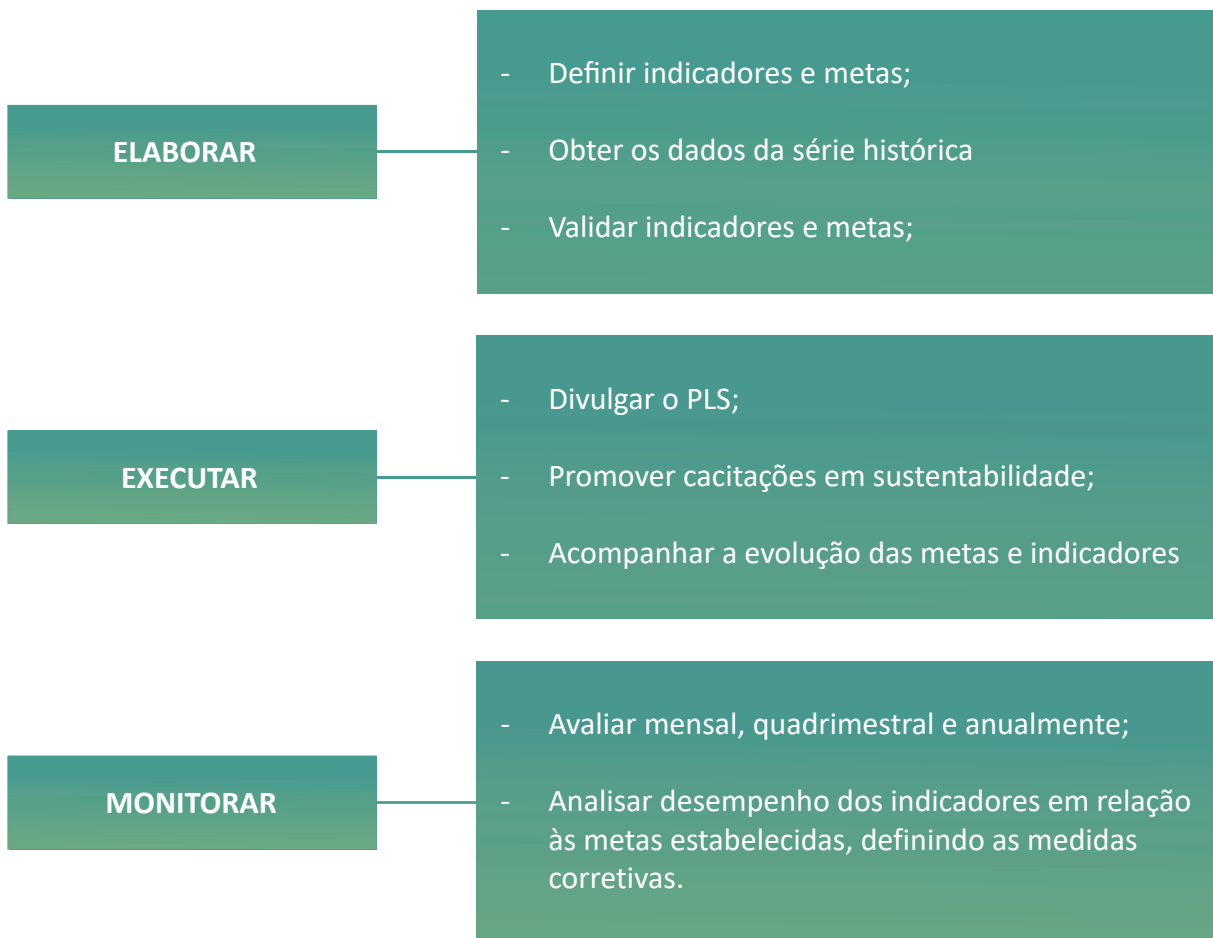 ELABORAR
- Definir indicadores e metas;
- Obter os dados da série histórica
- Validar indicadores e metas;
EXECUTAR
- Divulgar o PLS;
- Promover cacitações em sustentabilidade;
- Acompanhar a evolução das metas e indicadores
MONITORAR
- Avaliar mensal, quadrimestral e anualmente;
- Analisar desempenho dos indicadores em relação
às metas estabelecidas, definindo as medidas
corretivas.